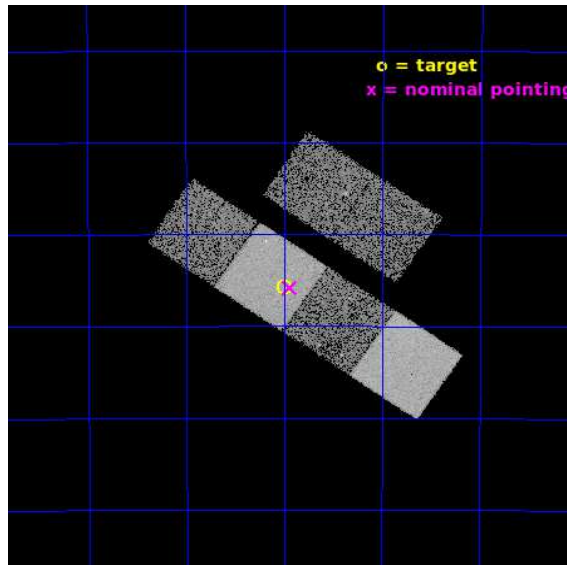 o = target
x = nominal pointing